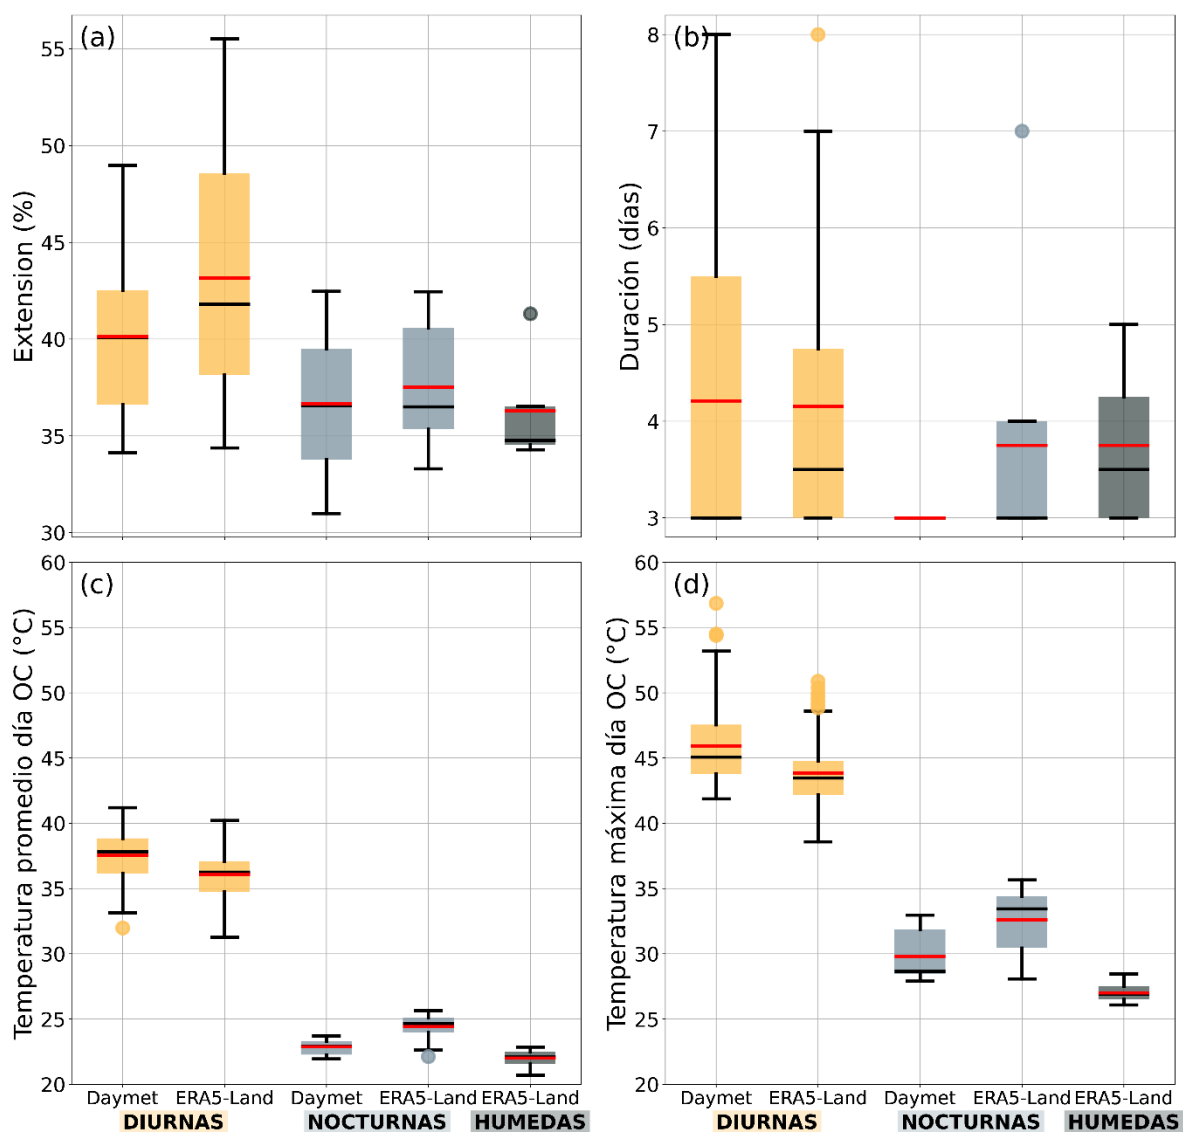 (a)
Extension (%)
55
50
45
40
35
30
(b)
Duración (días)
8
7
6
5
4
3
(c)
Temperatura promedio día OC (°C)
60
55
50
45
40
35
30
25
20
Daymet ERA5-Land Daymet ERA5-Land ERA5-Land
DIURNAS NOCTURNAS HUMEDAS
(d)
Temperatura máxima día OC (°C)
60
55
50
45
40
35
30
25
20
Daymet ERA5-Land Daymet ERA5-Land ERA5-Land
DIURNAS NOCTURNAS HUMEDAS